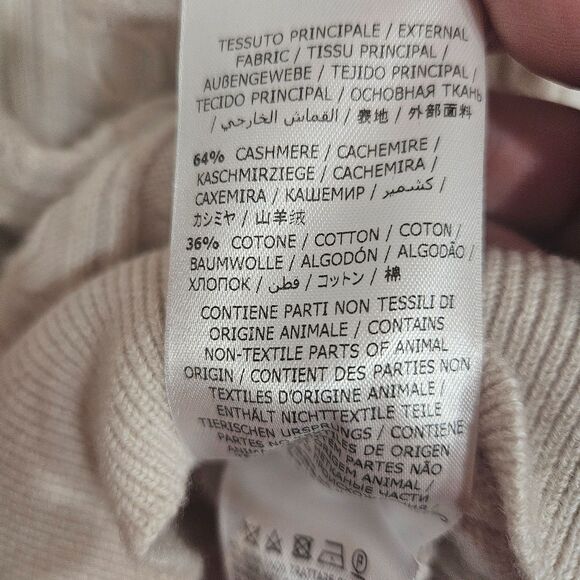 TESSUTO PRINCIPALE / EXTERNAL
FABRIC / TISSU PRINCIPAL /
AUßENGEWEBE / TEJIDO PRINCIPAL /
TECIDO PRINCIPAL / ОСНОВНАЯ ТКАНЬ
/ القماش الخارجي / 表地 / 外部面料
64% CASHMERE / CACHEMIRE /
KASCHMIRZIEGE / CACHEMIRA /
CAXEMIRA / КАШЕМИР / كشمير /
カシミヤ / 山羊绒
36% COTONE / COTTON / COTON /
BAUMWOLLE / ALGODÓN / ALGODÃO /
ХЛОПОК / قطن / コットン / 棉
CONTIENE PARTI NON TESSILI DI
ORIGINE ANIMALE / CONTAINS
NON-TEXTILE PARTS OF ANIMAL
ORIGIN / CONTIENT DES PARTIES NON
TEXTILES D'ORIGINE ANIMALE /
ENTHÄLT NICHTTEXTILE TEILE
TIERISCHEN URSPRUNGS / CONTIENE
PARTES NO DE ORIGEN
PARTES NÃO
ANIMAL